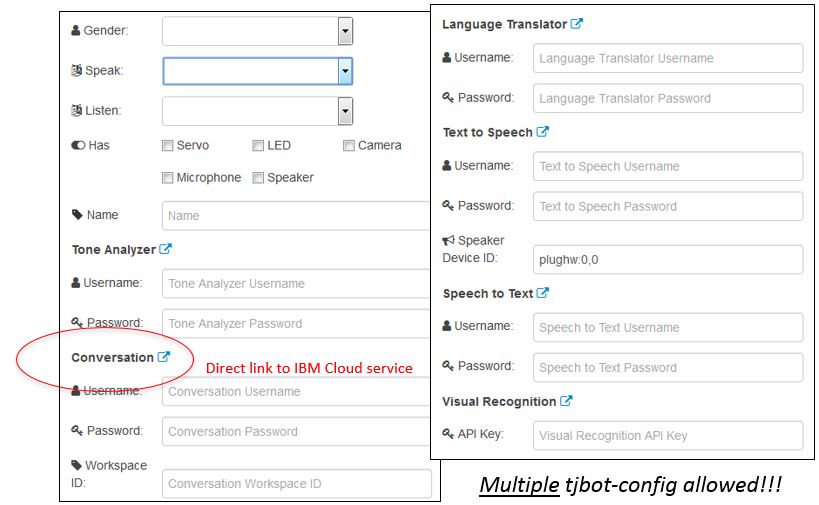 Gender:
Speak:
Listen:
Has Servo LED Camera
Microphone Speaker
Name Name
Tone Analyzer
Username: Tone Analyzer Username
Password: Tone Analyzer Password
Conversation
Direct link to IBM Cloud service
Username: Conversation Username
Password: Conversation Password
Workspace
ID: Conversation Workspace ID
Language Translator
Username: Language Translator Username
Password: Language Translator Password
Text to Speech
Username: Text to Speech Username
Password: Text to Speech Password
Speaker
Device ID: plughw:0,0
Speech to Text
Username: Speech to Text Username
Password: Speech to Text Password
Visual Recognition
API Key: Visual Recognition API Key
Multiple tjbot-config allowed!!!